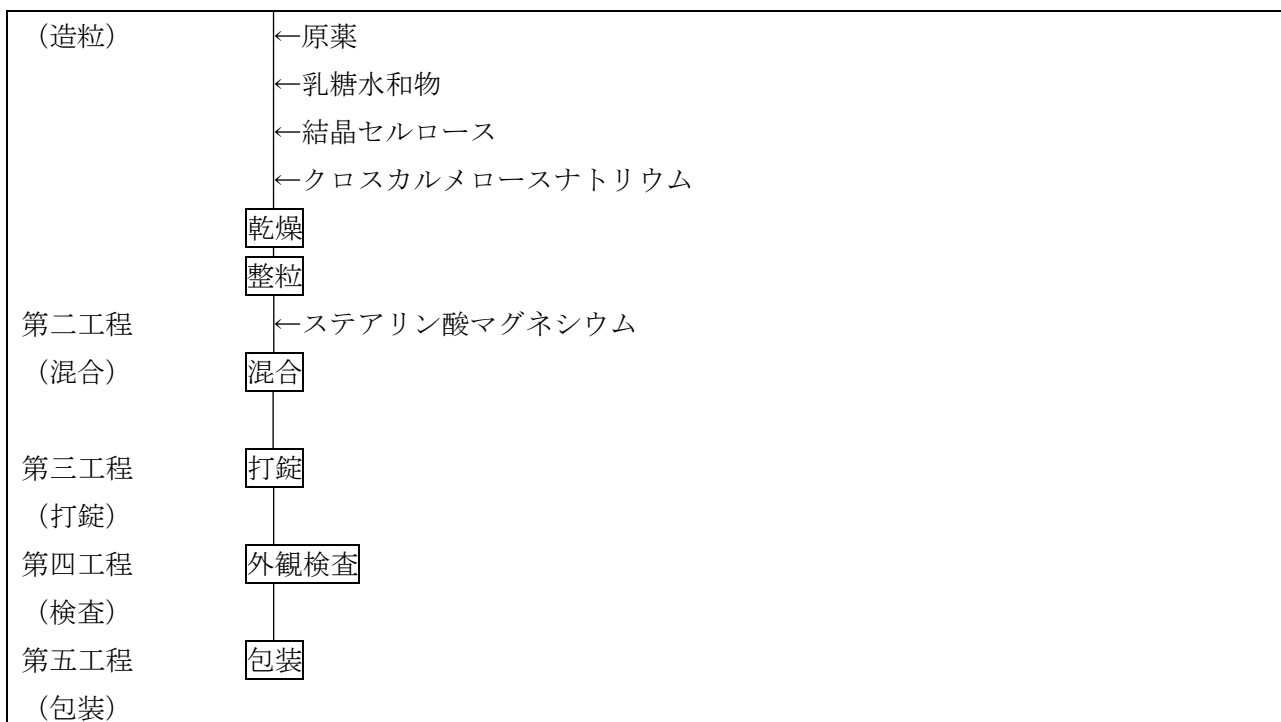 （造粒） ←原薬
←乳糖水和物
←結晶セルロース
←クロスカルメロースナトリウム
乾燥
整粒
第二工程 ←ステアリン酸マグネシウム
（混合） 混合
第三工程 打錠
（打錠）
第四工程 外観検査
（検査）
第五工程 包装
（包装）